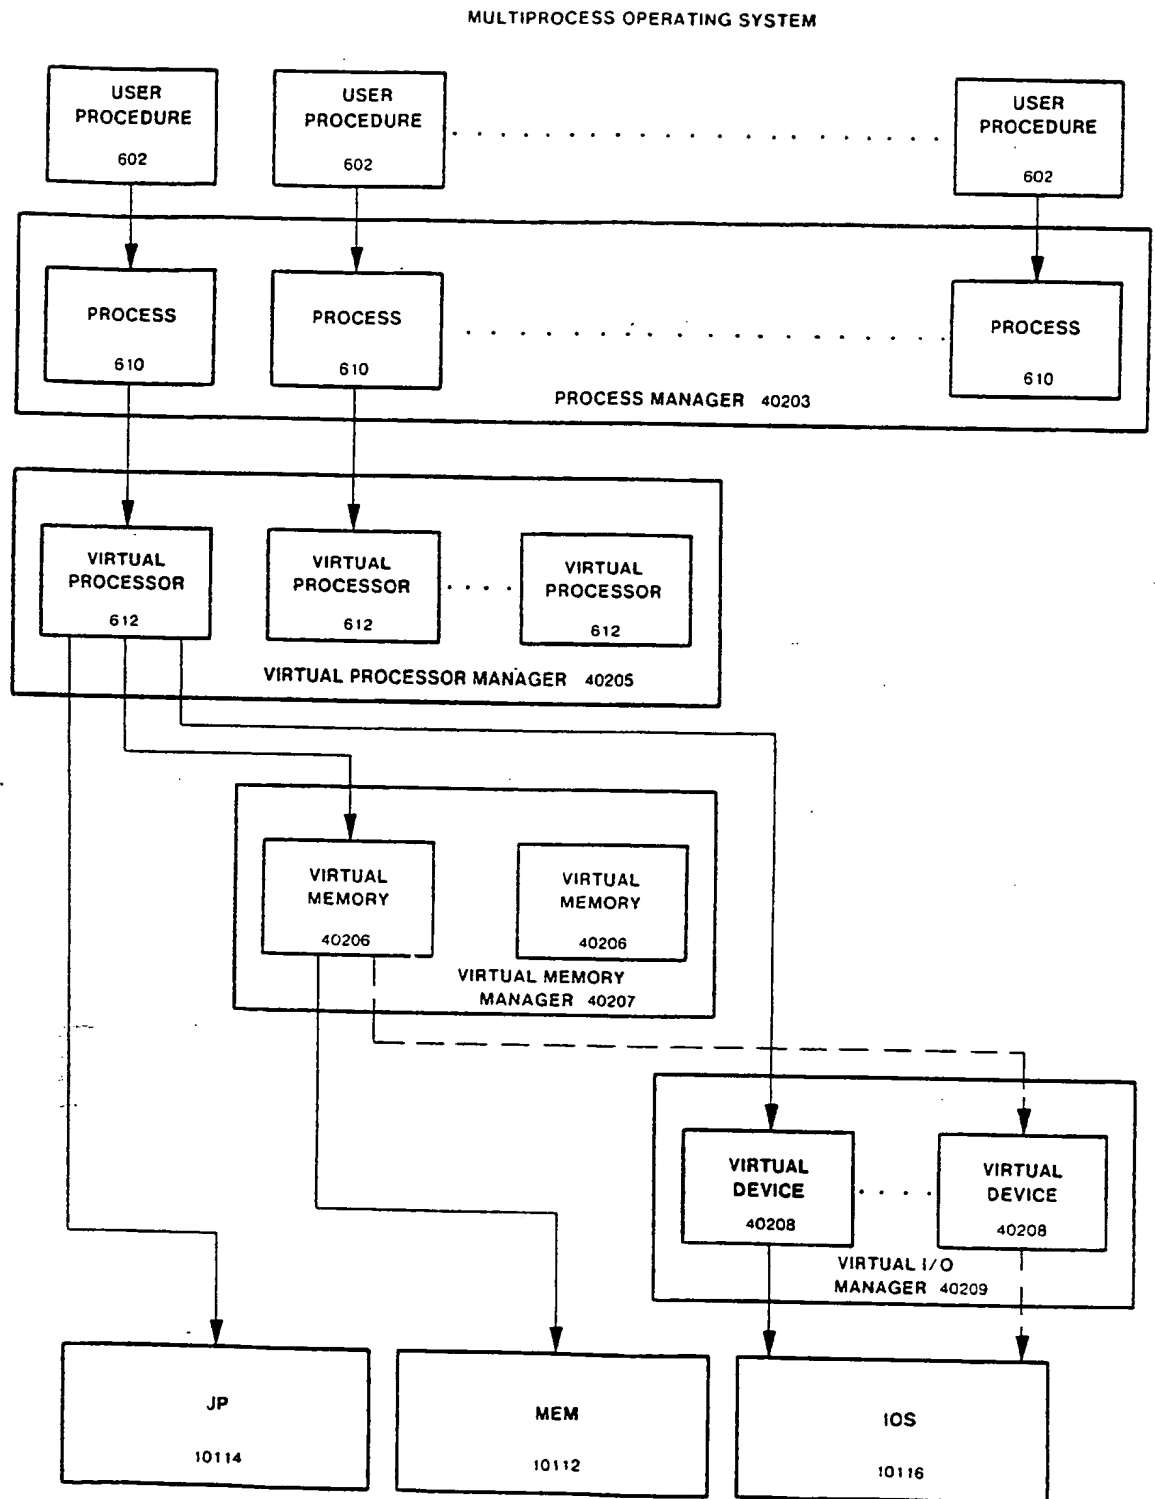 MULTIPROCESS OPERATING SYSTEM
USER
PROCEDURE
602
USER
PROCEDURE
602
USER
PROCEDURE
602
PROCESS
610
PROCESS
610
PROCESS
610
PROCESS MANAGER 40203
VIRTUAL
PROCESSOR
612
VIRTUAL
PROCESSOR
612
VIRTUAL
PROCESSOR
612
VIRTUAL PROCESSOR MANAGER 40205
VIRTUAL
MEMORY
40206
VIRTUAL
MEMORY
40206
VIRTUAL MEMORY
MANAGER 40207
VIRTUAL
DEVICE
40208
VIRTUAL
DEVICE
40208
VIRTUAL I/O
MANAGER 40209
JP
10114
MEM
10112
IOS
10116